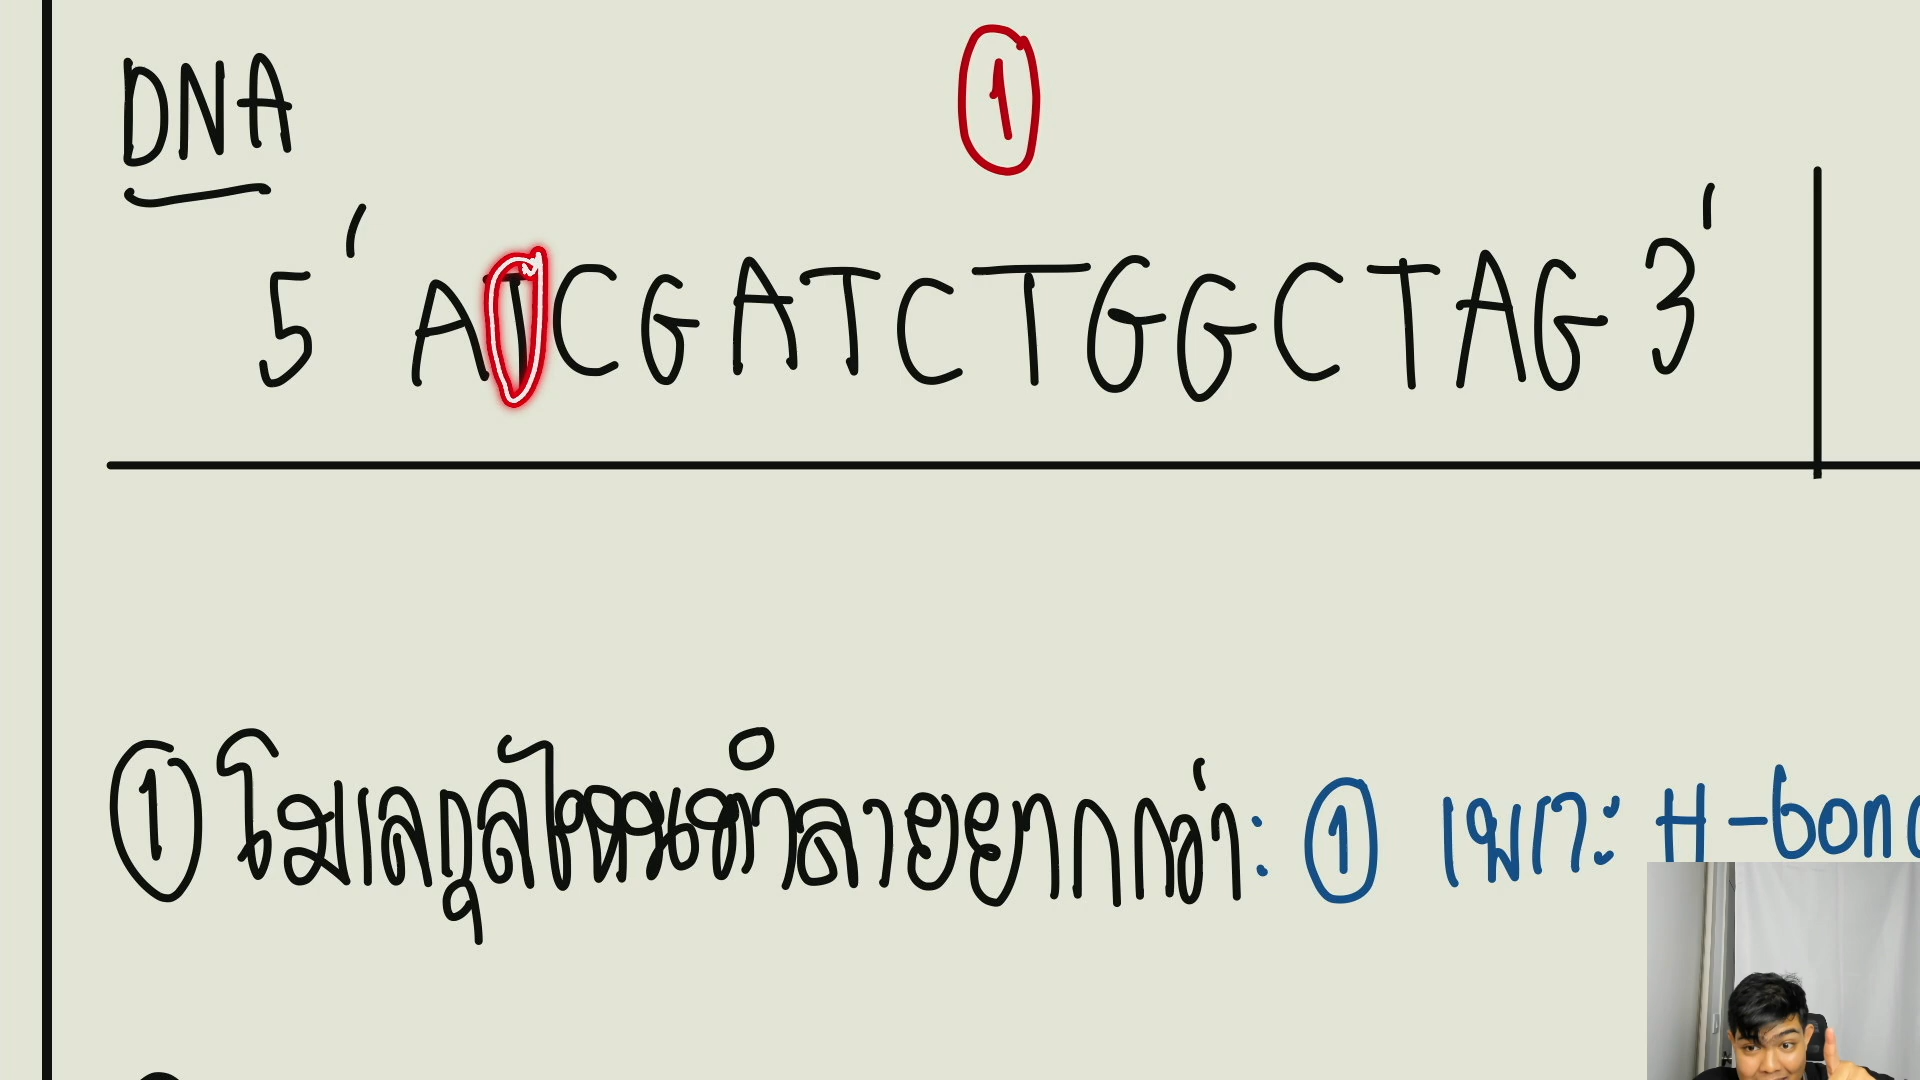 DNA
①
5' ATCGATCTGGCTAG 3'
① โมเลกุลไหนทำลายยากกว่า: ① เพราะ H-bond